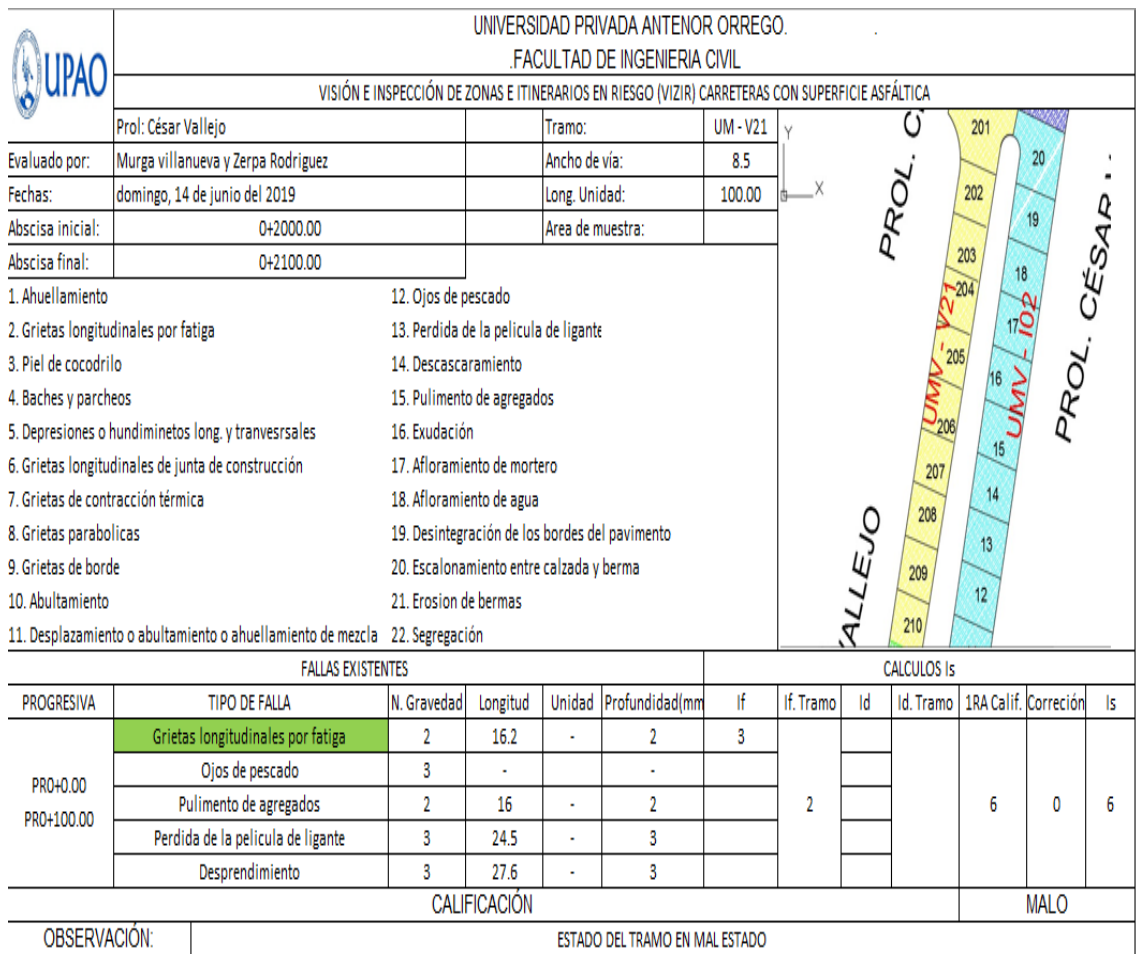 UPAO
UNIVERSIDAD PRIVADA ANTENOR ORREGO. .
.FACULTAD DE INGENIERIA CIVIL
VISIÓN E INSPECCIÓN DE ZONAS E ITINERARIOS EN RIESGO (VIZIR) CARRETERAS CON SUPERFICIE ASFÁLTICA
Prol: César Vallejo Tramo: UM - V21
Evaluado por: Murga villanueva y Zerpa Rodriguez Ancho de vía: 8.5
Fechas: domingo, 14 de junio del 2019 Long. Unidad: 100.00
Abscisa inicial: 0+2000.00 Area de muestra:
Abscisa final: 0+2100.00
1. Ahuellamiento 12. Ojos de pescado
2. Grietas longitudinales por fatiga 13. Perdida de la pelicula de ligante
3. Piel de cocodrilo 14. Descascaramiento
4. Baches y parcheos 15. Pulimento de agregados
5. Depresiones o hundiminetos long. y tranvesrsales 16. Exudación
6. Grietas longitudinales de junta de construcción 17. Afloramiento de mortero
7. Grietas de contracción térmica 18. Afloramiento de agua
8. Grietas parabolicas 19. Desintegración de los bordes del pavimento
9. Grietas de borde 20. Escalonamiento entre calzada y berma
10. Abultamiento 21. Erosion de bermas
11. Desplazamiento o abultamiento o ahuellamiento de mezcla 22. Segregación
Y
X
PROL. C
VALLEJO
PROL. CÉSAR
UMV - V21
UMV - I02
201
202
203
204
205
206
207
208
209
210
20
19
18
17
16
15
14
13
12
FALLAS EXISTENTES CALCULOS Is
PROGRESIVA TIPO DE FALLA N. Gravedad Longitud Unidad Profundidad(mm If If. Tramo Id Id. Tramo 1RA Calif. Correción Is
PR0+0.00
PR0+100.00
Grietas longitudinales por fatiga 2 16.2 - 2 3
Ojos de pescado 3 - -
Pulimento de agregados 2 16 - 2 2 6 0 6
Perdida de la pelicula de ligante 3 24.5 - 3
Desprendimiento 3 27.6 - 3
CALIFICACIÓN MALO
OBSERVACIÓN: ESTADO DEL TRAMO EN MAL ESTADO